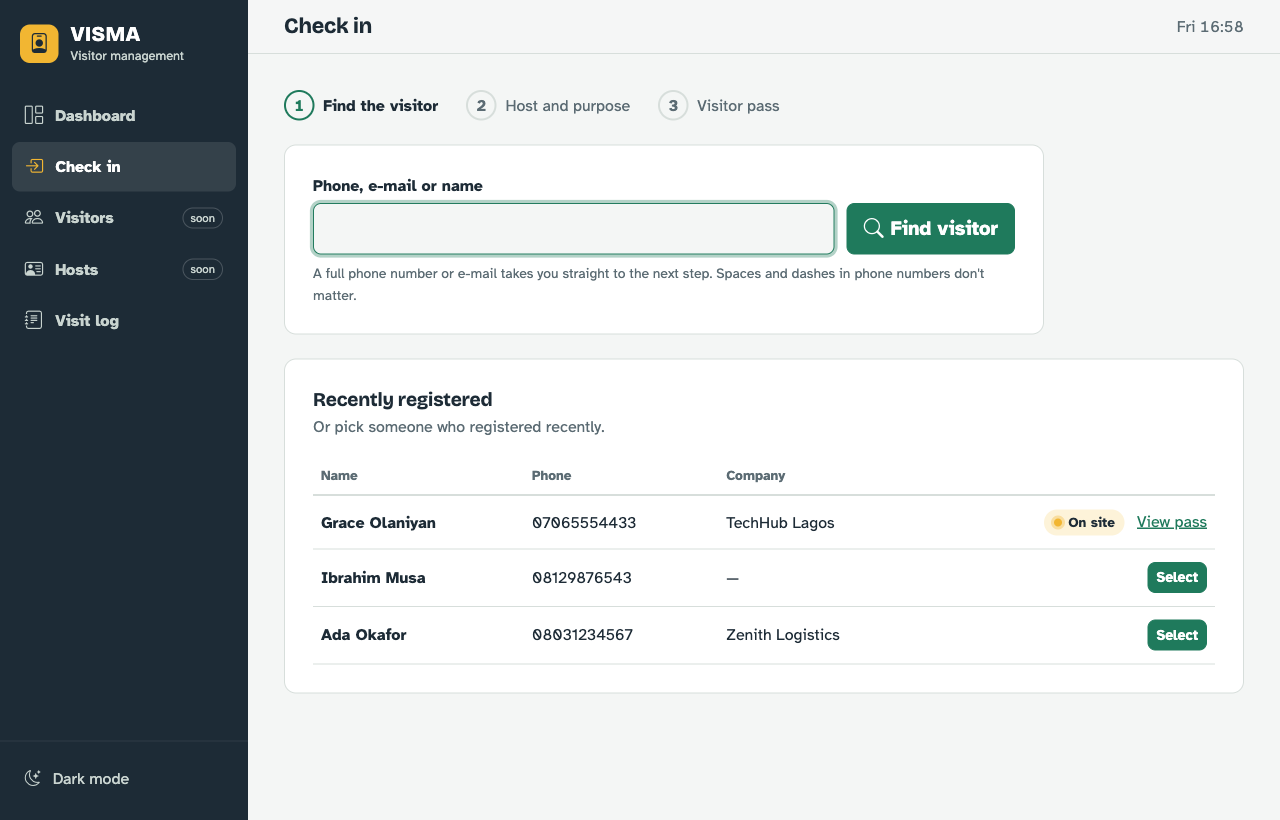 VISMA
Visitor management
Dashboard
Check in
Visitors soon
Hosts soon
Visit log
Dark mode
Check in
Fri 16:58
1 Find the visitor 2 Host and purpose 3 Visitor pass
Phone, e-mail or name
Find visitor
A full phone number or e-mail takes you straight to the next step. Spaces and dashes in phone numbers don't
matter.
Recently registered
Or pick someone who registered recently.
Name Phone Company
Grace Olaniyan 07065554433 TechHub Lagos On site View pass
Ibrahim Musa 08129876543 — Select
Ada Okafor 08031234567 Zenith Logistics Select